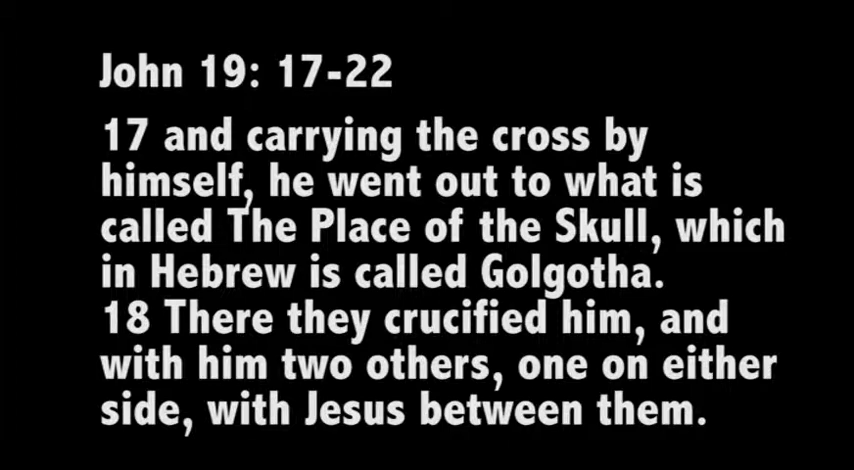 John 19: 17-22
17 and carrying the cross by
himself, he went out to what is
called The Place of the Skull, which
in Hebrew is called Golgotha.
18 There they crucified him, and
with him two others, one on either
side, with Jesus between them.